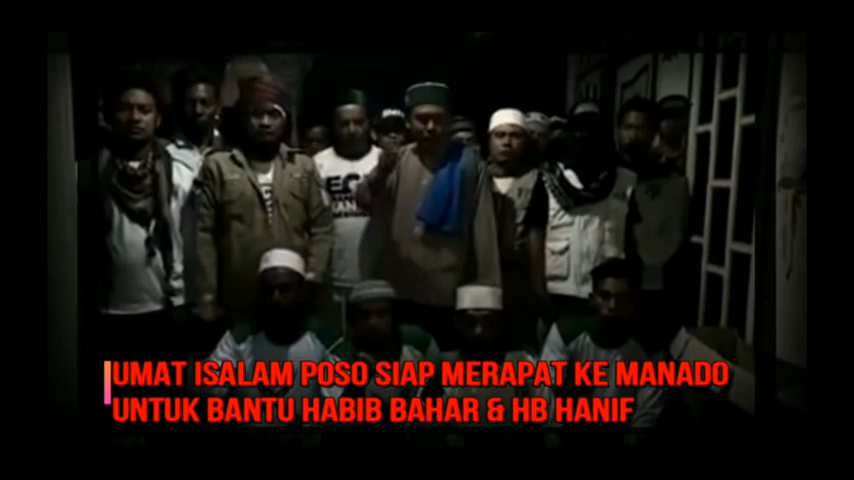 UMAT ISALAM POSO SIAP MERAPAT KE MANADO
UNTUK BANTU HABIB BAHAR & HB HANIF